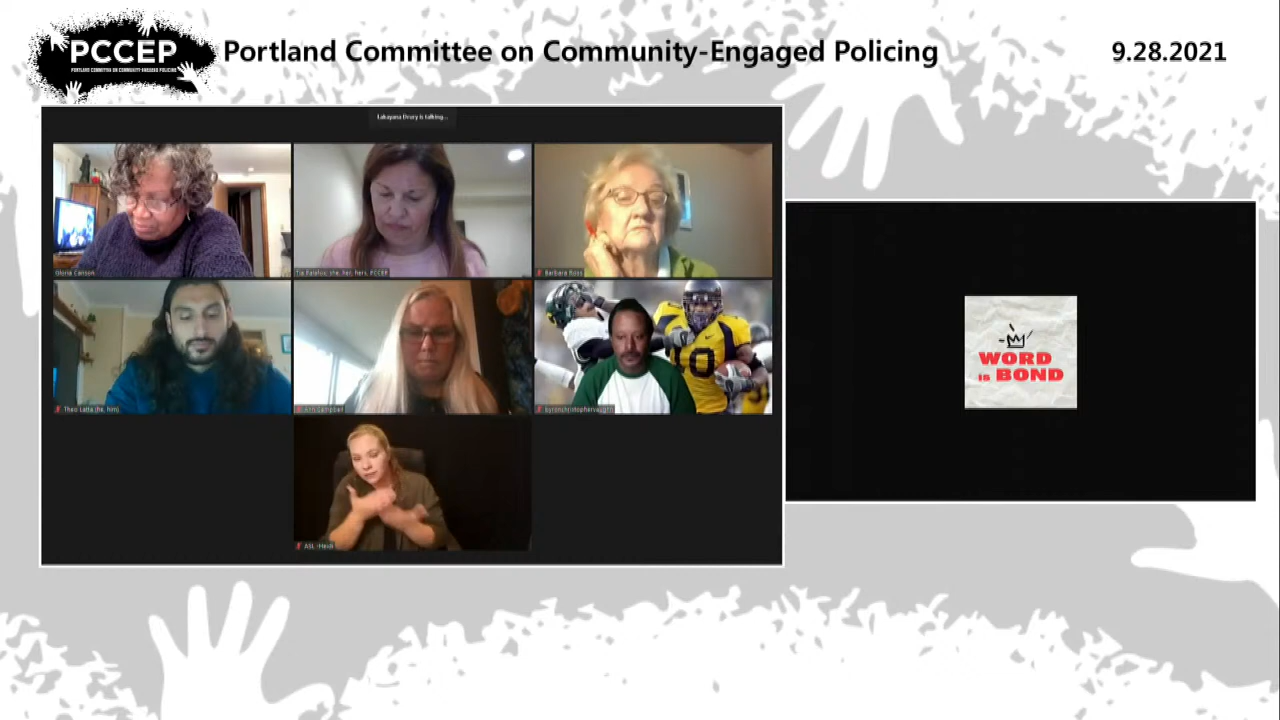 PCCEP
PORTLAND COMMITTEE ON COMMUNITY-ENGAGED POLICING
Portland Committee on Community-Engaged Policing
9.28.2021
Lakayana Drury is talking...
Gloria Canson
Tia Palafox; she, her, hers, PCCEP
Barbara Ross
Theo Latta (he, him)
Ann Campbell
byronchristophervaughn
40
ASL -Heidi
WORD
is BOND